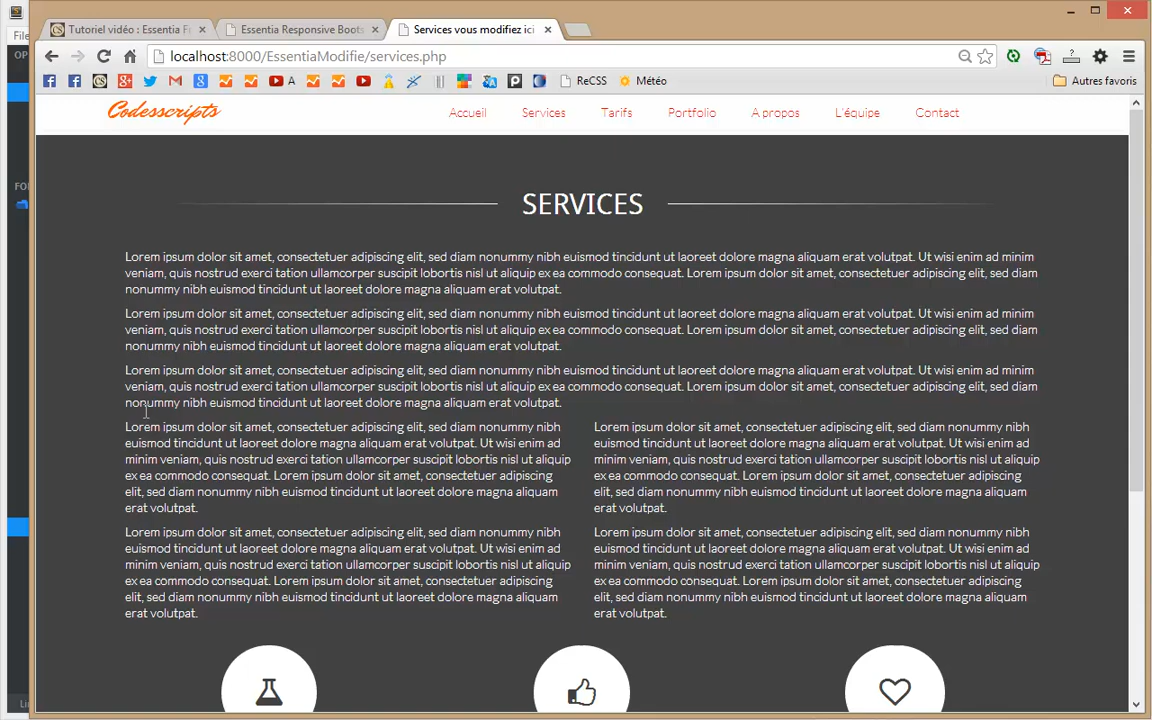 File
Tutoriel vidéo : Essentia Fr
Essentia Responsive Boots
Services vous modifiez ici
OP
localhost:8000/EssentiaModifie/services.php
A
ReCSS
Météo
Autres favoris
Codesscripts
Accueil
Services
Tarifs
Portfolio
A propos
L'équipe
Contact
FO
SERVICES
Lorem ipsum dolor sit amet, consectetuer adipiscing elit, sed diam nonummy nibh euismod tincidunt ut laoreet dolore magna aliquam erat volutpat. Ut wisi enim ad minim
veniam, quis nostrud exerci tation ullamcorper suscipit lobortis nisl ut aliquip ex ea commodo consequat. Lorem ipsum dolor sit amet, consectetuer adipiscing elit, sed diam
nonummy nibh euismod tincidunt ut laoreet dolore magna aliquam erat volutpat.
Lorem ipsum dolor sit amet, consectetuer adipiscing elit, sed diam nonummy nibh euismod tincidunt ut laoreet dolore magna aliquam erat volutpat. Ut wisi enim ad minim
veniam, quis nostrud exerci tation ullamcorper suscipit lobortis nisl ut aliquip ex ea commodo consequat. Lorem ipsum dolor sit amet, consectetuer adipiscing elit, sed diam
nonummy nibh euismod tincidunt ut laoreet dolore magna aliquam erat volutpat.
Lorem ipsum dolor sit amet, consectetuer adipiscing elit, sed diam nonummy nibh euismod tincidunt ut laoreet dolore magna aliquam erat volutpat. Ut wisi enim ad minim
veniam, quis nostrud exerci tation ullamcorper suscipit lobortis nisl ut aliquip ex ea commodo consequat. Lorem ipsum dolor sit amet, consectetuer adipiscing elit, sed diam
nonummy nibh euismod tincidunt ut laoreet dolore magna aliquam erat volutpat.
Lorem ipsum dolor sit amet, consectetuer adipiscing elit, sed diam nonummy nibh
euismod tincidunt ut laoreet dolore magna aliquam erat volutpat. Ut wisi enim ad
minim veniam, quis nostrud exerci tation ullamcorper suscipit lobortis nisl ut aliquip
ex ea commodo consequat. Lorem ipsum dolor sit amet, consectetuer adipiscing
elit, sed diam nonummy nibh euismod tincidunt ut laoreet dolore magna aliquam
erat volutpat.
Lorem ipsum dolor sit amet, consectetuer adipiscing elit, sed diam nonummy nibh
euismod tincidunt ut laoreet dolore magna aliquam erat volutpat. Ut wisi enim ad
minim veniam, quis nostrud exerci tation ullamcorper suscipit lobortis nisl ut aliquip
ex ea commodo consequat. Lorem ipsum dolor sit amet, consectetuer adipiscing
elit, sed diam nonummy nibh euismod tincidunt ut laoreet dolore magna aliquam
erat volutpat.
Lorem ipsum dolor sit amet, consectetuer adipiscing elit, sed diam nonummy nibh
euismod tincidunt ut laoreet dolore magna aliquam erat volutpat. Ut wisi enim ad
minim veniam, quis nostrud exerci tation ullamcorper suscipit lobortis nisl ut aliquip
ex ea commodo consequat. Lorem ipsum dolor sit amet, consectetuer adipiscing
elit, sed diam nonummy nibh euismod tincidunt ut laoreet dolore magna aliquam
erat volutpat.
Lorem ipsum dolor sit amet, consectetuer adipiscing elit, sed diam nonummy nibh
euismod tincidunt ut laoreet dolore magna aliquam erat volutpat. Ut wisi enim ad
minim veniam, quis nostrud exerci tation ullamcorper suscipit lobortis nisl ut aliquip
ex ea commodo consequat. Lorem ipsum dolor sit amet, consectetuer adipiscing
elit, sed diam nonummy nibh euismod tincidunt ut laoreet dolore magna aliquam
erat volutpat.